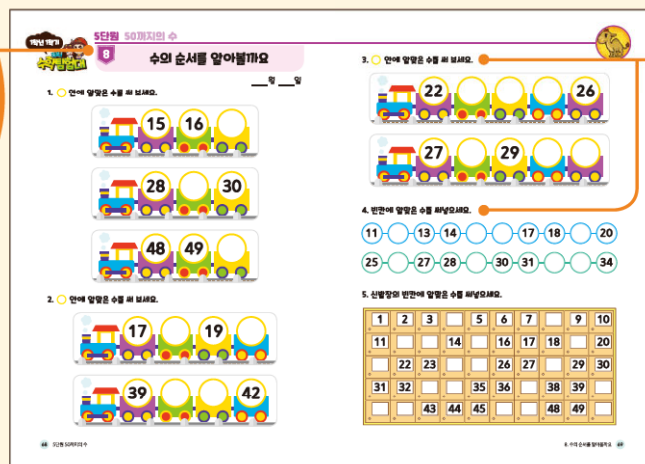 1학년 1학기
수학탐험대
5단원 50까지의 수
8 수의 순서를 알아볼까요
월 일
1. ○ 안에 알맞은 수를 써 보세요.
15 16
28 30
48 49
2. ○ 안에 알맞은 수를 써 보세요.
17 19
39 42
68 5단원 50까지의 수
3. ○ 안에 알맞은 수를 써 보세요.
22 26
27 29
4. 빈칸에 알맞은 수를 써넣으세요.
11 13 14 17 18 20
25 27 28 30 31 34
5. 신발장의 빈칸에 알맞은 수를 써넣으세요.
1 2 3 5 6 7 9 10
11 14 16 17 18 20
22 23 26 27 29 30
31 32 35 36 38 39
43 44 45 48 49
8. 수의 순서를 알아볼까요 69